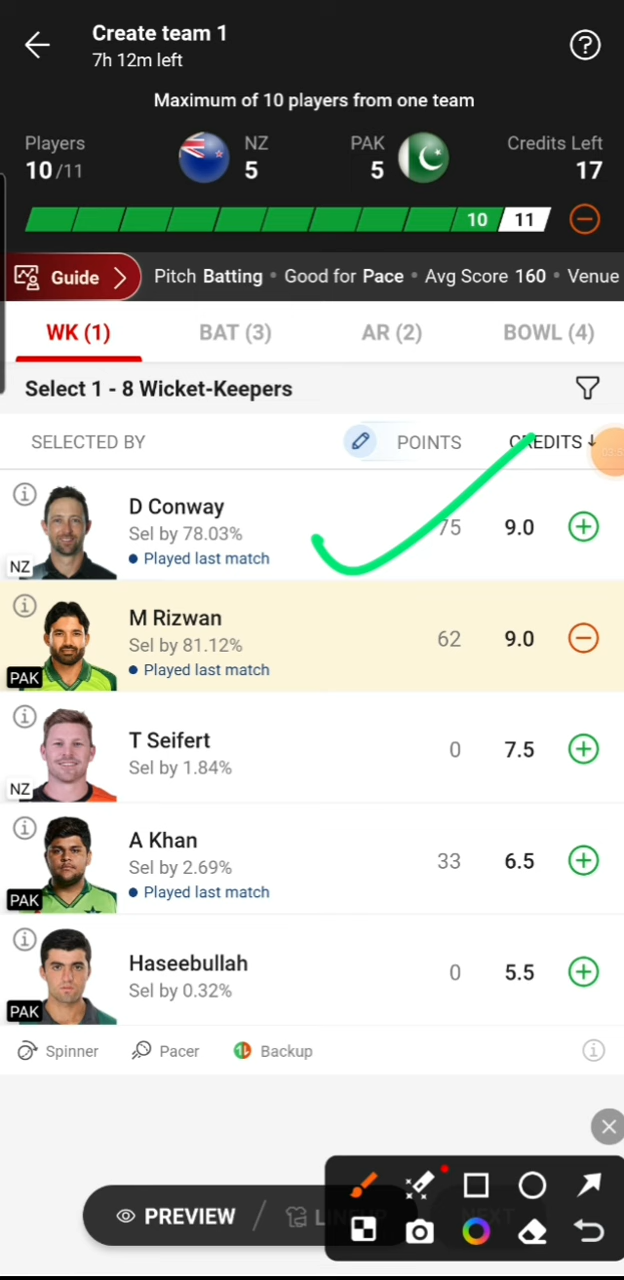 Create team 1
7h 12m left
Maximum of 10 players from one team
Players NZ PAK Credits Left
10/11 5 5 17
10 11
Guide Pitch Batting • Good for Pace • Avg Score 160 • Venue
WK (1) BAT (3) AR (2) BOWL (4)
Select 1 - 8 Wicket-Keepers
SELECTED BY POINTS CREDITS
D Conway
Sel by 78.03% 75 9.0
Played last match
NZ
M Rizwan
Sel by 81.12% 62 9.0
Played last match
PAK
T Seifert
Sel by 1.84% 0 7.5
NZ
A Khan
Sel by 2.69% 33 6.5
Played last match
PAK
Haseebullah
Sel by 0.32% 0 5.5
PAK
Spinner Pacer Backup
PREVIEW / NEXT